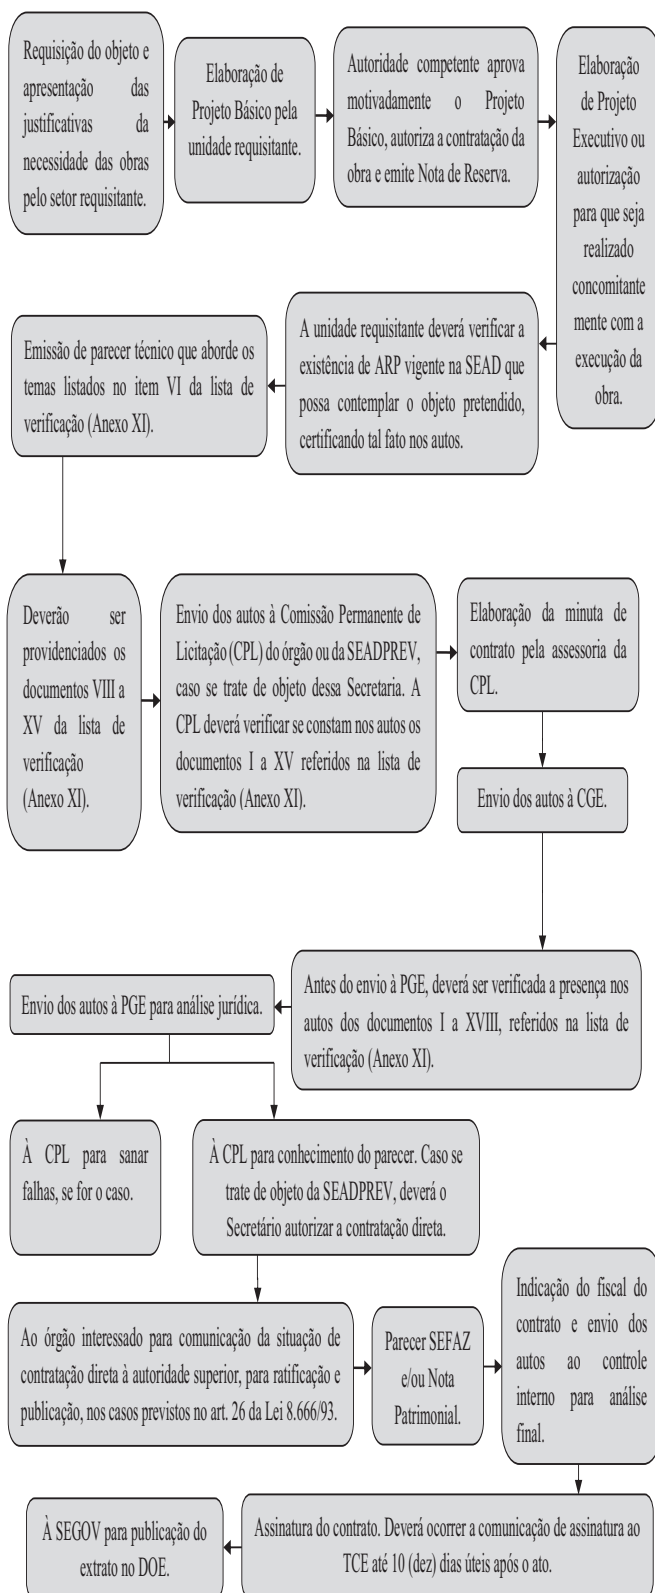 Requisição do objeto e
apresentação das
justificativas da
necessidade das obras
pelo setor requisitante.
Elaboração de
Projeto Básico pela
unidade requisitante.
Autoridade competente aprova
motivadamente o Projeto
Básico, autoriza a contratação da
obra e emite Nota de Reserva.
Elaboração
de Projeto
Executivo ou
autorização
para que seja
realizado
concomitante
mente com a
execução da
obra.
A unidade requisitante deverá verificar a
existência de ARP vigente na SEAD que
possa contemplar o objeto pretendido,
certificando tal fato nos autos.
Emissão de parecer técnico que aborde os
temas listados no item VI da lista de
verificação (Anexo XI).
Deverão ser
providenciados os
documentos VIII a
XV da lista de
verificação
(Anexo XI).
Envio dos autos à Comissão Permanente de
Licitação (CPL) do órgão ou da SEADPREV,
caso se trate de objeto dessa Secretaria. A
CPL deverá verificar se constam nos autos os
documentos I a XV referidos na lista de
verificação (Anexo XI).
Elaboração da minuta de
contrato pela assessoria da
CPL.
Envio dos autos à CGE.
Antes do envio à PGE, deverá ser verificada a presença nos
autos dos documentos I a XVIII, referidos na lista de
verificação (Anexo XI).
Envio dos autos à PGE para análise jurídica.
À CPL para sanar
falhas, se for o caso.
À CPL para conhecimento do parecer. Caso se
trate de objeto da SEADPREV, deverá o
Secretário autorizar a contratação direta.
Ao órgão interessado para comunicação da situação de
contratação direta à autoridade superior, para ratificação e
publicação, nos casos previstos no art. 26 da Lei 8.666/93.
Parecer SEFAZ
e/ou Nota
Patrimonial.
Indicação do fiscal do
contrato e envio dos
autos ao controle
interno para análise
final.
Assinatura do contrato. Deverá ocorrer a comunicação de assinatura ao
TCE até 10 (dez) dias úteis após o ato.
À SEGOV para publicação do
extrato no DOE.